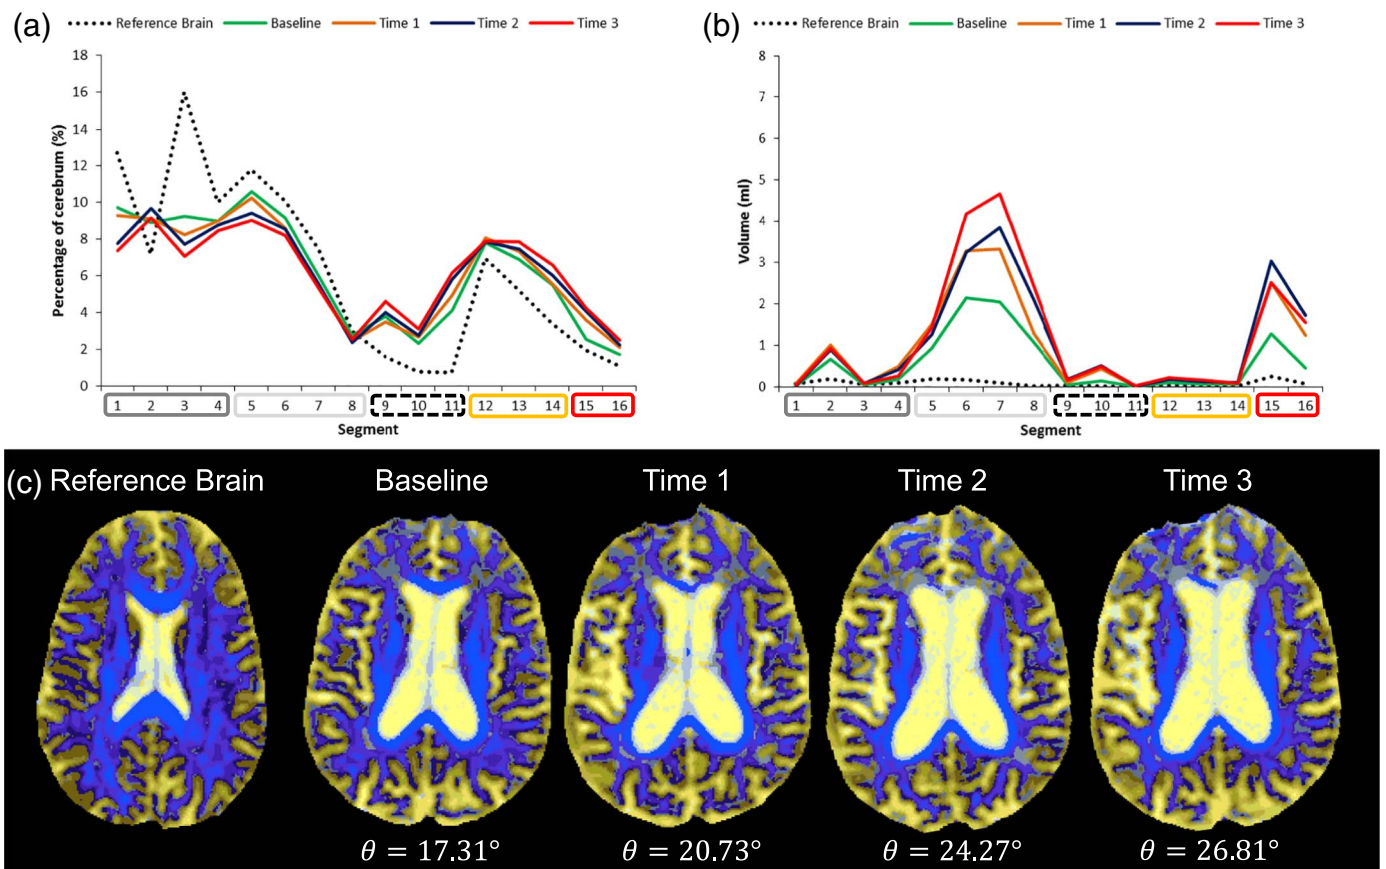 (a)
Reference Brain Baseline Time 1 Time 2 Time 3
18
16
14
12
10
8
6
4
2
0
Percentage of cerebrum (%)
1 2 3 4 5 6 7 8 9 10 11 12 13 14 15 16
Segment
(b)
Reference Brain Baseline Time 1 Time 2 Time 3
8
7
6
5
4
3
2
1
0
Volume (ml)
1 2 3 4 5 6 7 8 9 10 11 12 13 14 15 16
Segment
(c) Reference Brain Baseline Time 1 Time 2 Time 3
θ = 17.31° θ = 20.73° θ = 24.27° θ = 26.81°